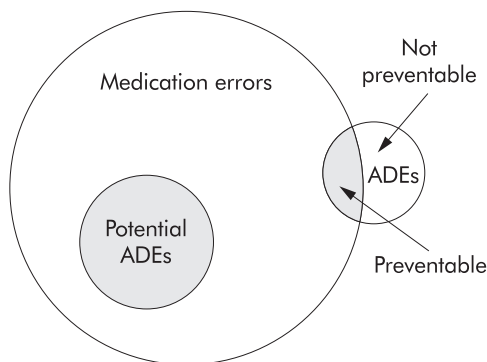 Not
preventable
Medication errors
ADEs
Potential
ADEs
Preventable